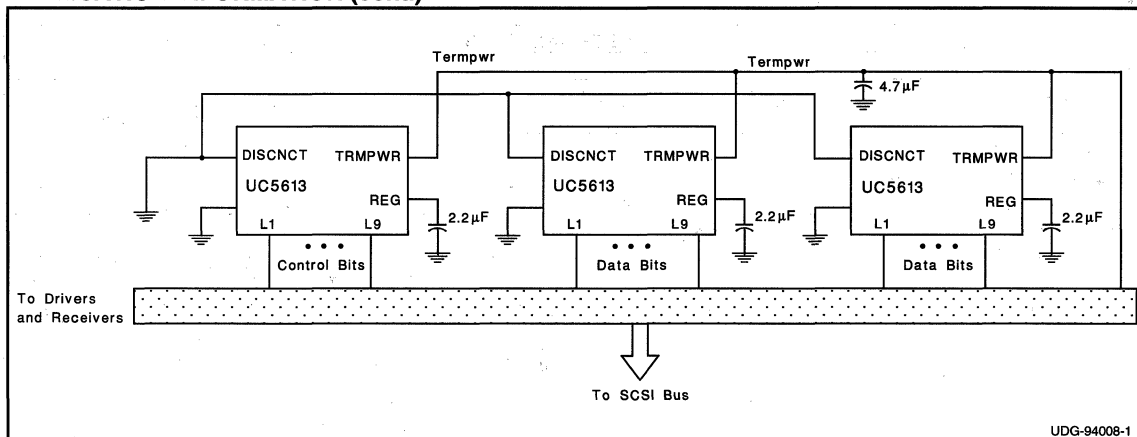 Termpwr
Termpwr
4.7µF
DISCNCT TRMPWR
UC5613
REG
L1 L9
2.2µF
• • •
Control Bits
DISCNCT TRMPWR
UC5613
REG
L1 L9
2.2µF
• • •
Data Bits
DISCNCT TRMPWR
UC5613
REG
L1 L9
2.2µF
• • •
Data Bits
To Drivers
and Receivers
To SCSI Bus
UDG-94008-1